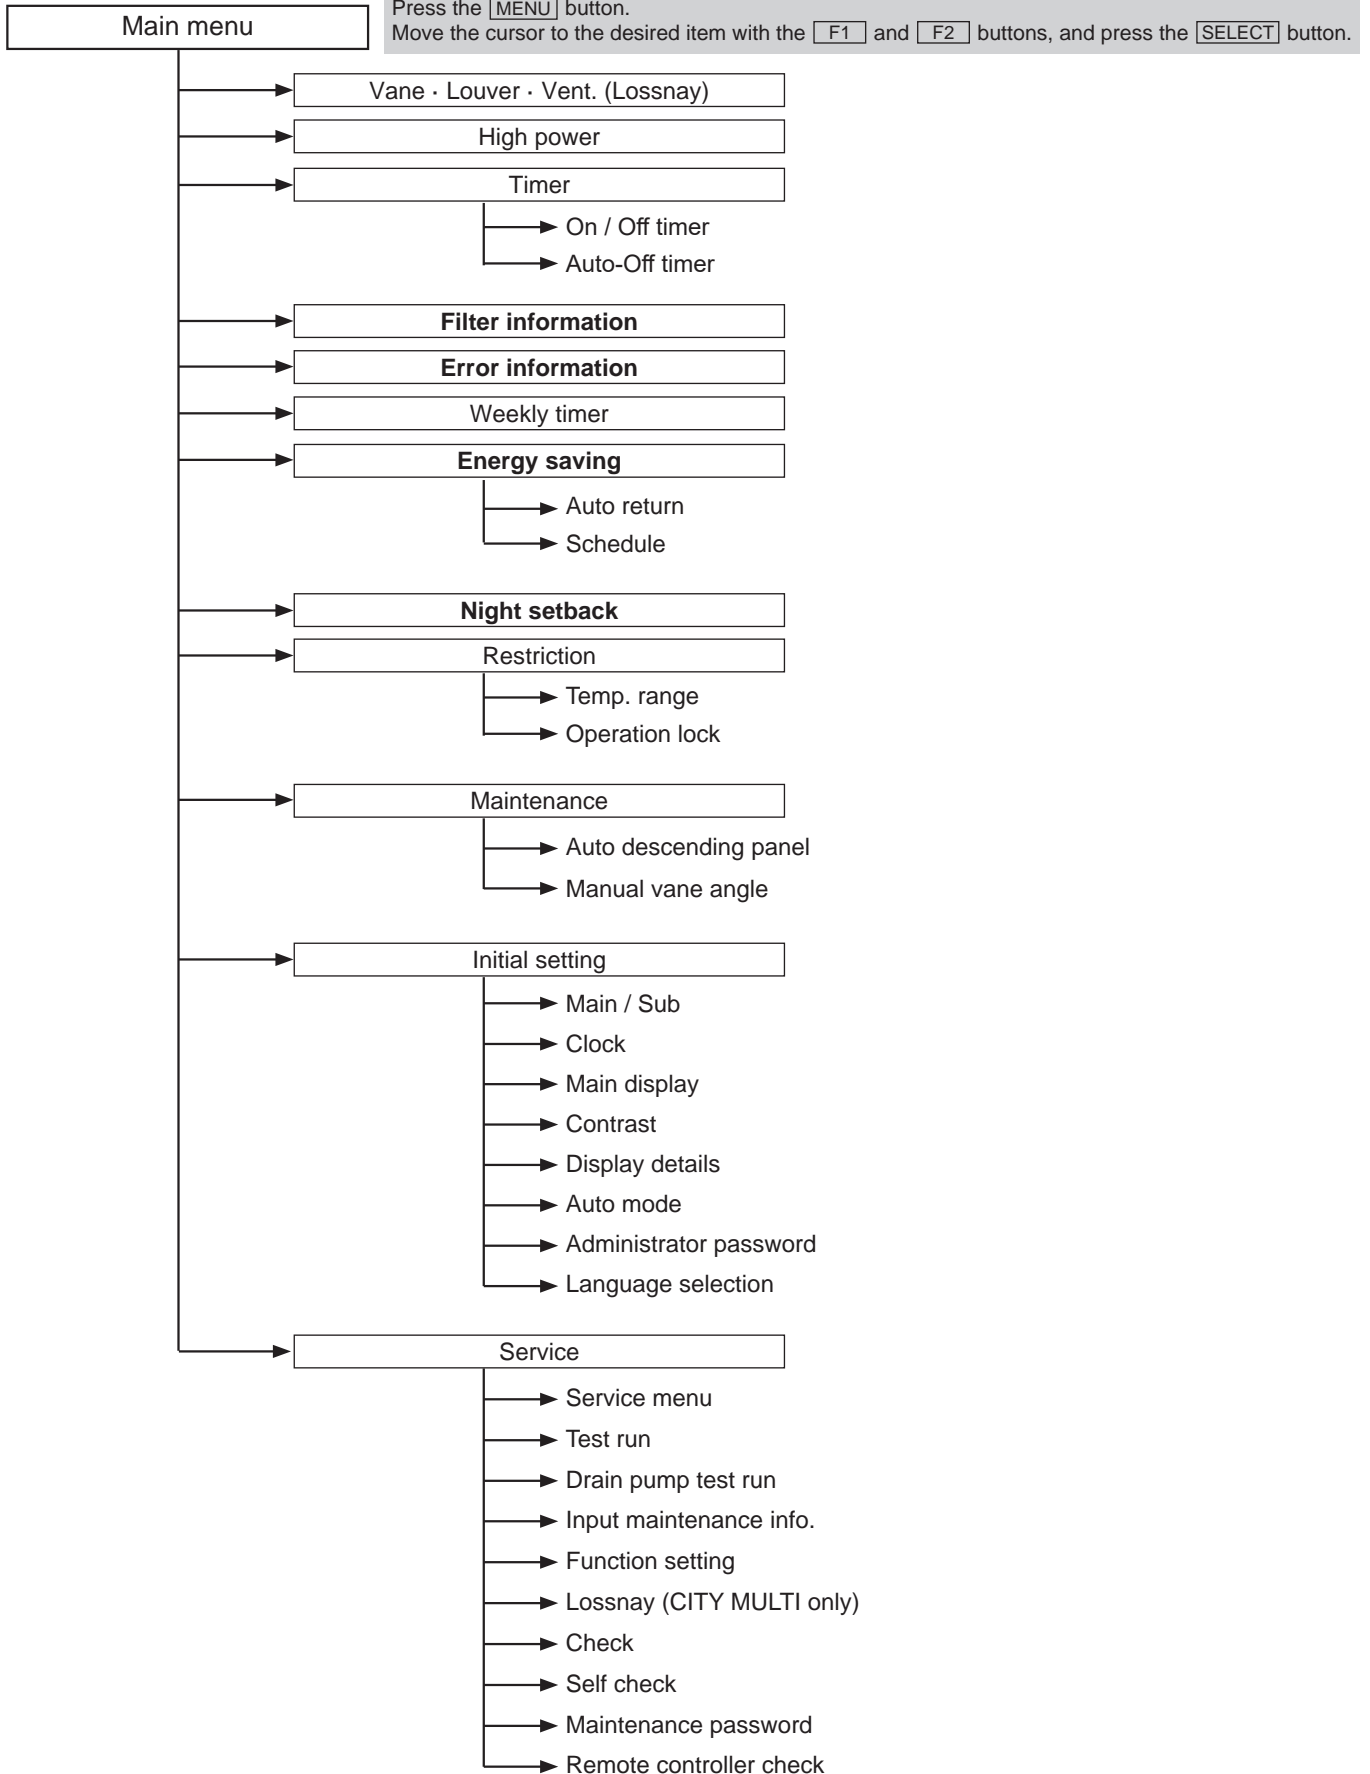 Main menu
Press the MENU button.
Move the cursor to the desired item with the F1 and F2 buttons, and press the SELECT button.
Vane · Louver · Vent. (Lossnay)
High power
Timer
On / Off timer
Auto-Off timer
Filter information
Error information
Weekly timer
Energy saving
Auto return
Schedule
Night setback
Restriction
Temp. range
Operation lock
Maintenance
Auto descending panel
Manual vane angle
Initial setting
Main / Sub
Clock
Main display
Contrast
Display details
Auto mode
Administrator password
Language selection
Service
Service menu
Test run
Drain pump test run
Input maintenance info.
Function setting
Lossnay (CITY MULTI only)
Check
Self check
Maintenance password
Remote controller check